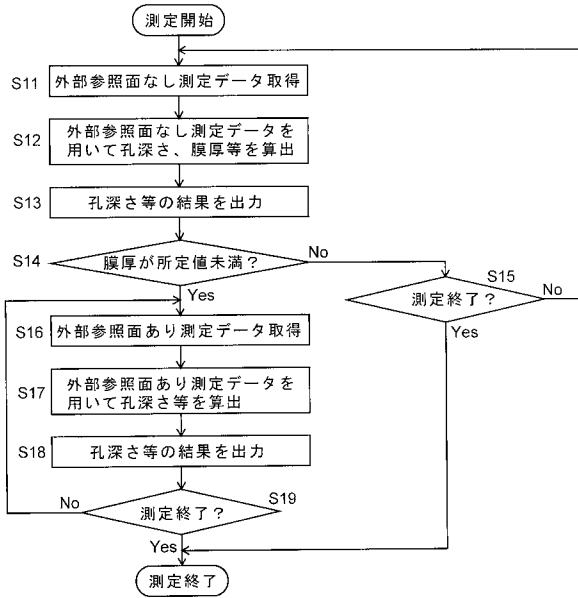 測定開始
S11
外部参照面なし測定データ取得
S12
外部参照面なし測定データを
用いて孔深さ、膜厚等を算出
S13
孔深さ等の結果を出力
S14
膜厚が所定値未満?
No
Yes
S15
測定終了?
No
Yes
S16
外部参照面あり測定データ取得
S17
外部参照面あり測定データを
用いて孔深さ等を算出
S18
孔深さ等の結果を出力
S19
測定終了?
No
Yes
測定終了